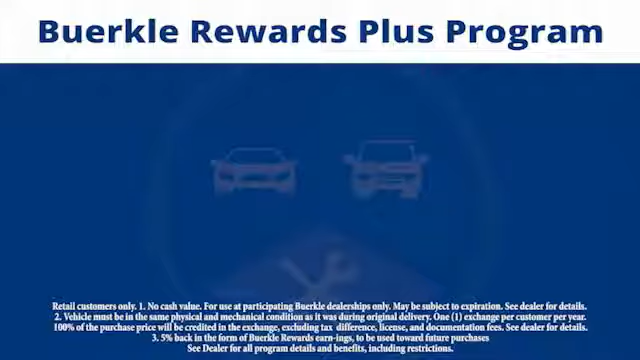 Buerkle Rewards Plus Program
Retail customers only. 1. No cash value. For use at participating Buerkle dealerships only. May be subject to expiration. See dealer for details.
2. Vehicle must be in the same physical and mechanical condition as it was during original delivery. One (1) exchange per customer per year.
100% of the purchase price will be credited in the exchange, excluding tax difference, license, and documentation fees. See dealer for details.
3. 5% back in the form of Buerkle Rewards earn-ings, to be used toward future purchases
See Dealer for all program details and benefits, including restrictions.